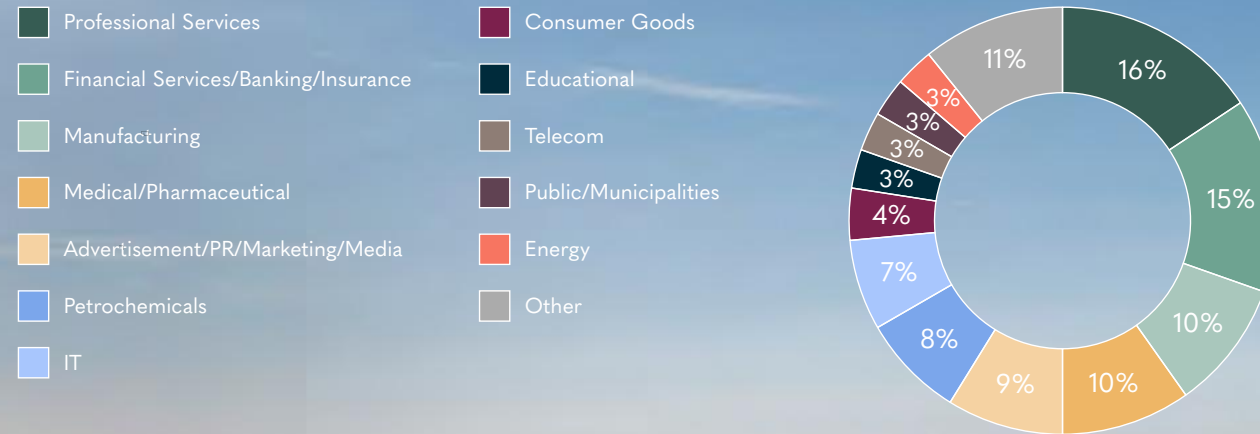 Professional Services
Financial Services/Banking/Insurance
Manufacturing
Medical/Pharmaceutical
Advertisement/PR/Marketing/Media
Petrochemicals
IT
Consumer Goods
Educational
Telecom
Public/Municipalities
Energy
Other
16%
15%
10%
10%
9%
8%
7%
4%
3%
3%
3%
3%
11%